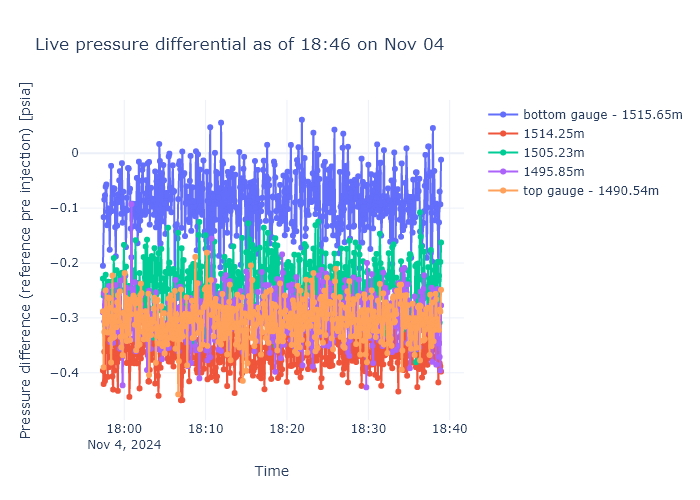 Live pressure differential as of 18:46 on Nov 04
Pressure difference (reference pre injection) [psia]
0
−0.1
−0.2
−0.3
−0.4
18:00
Nov 4, 2024
18:10
18:20
18:30
18:40
Time
bottom gauge - 1515.65m
1514.25m
1505.23m
1495.85m
top gauge - 1490.54m